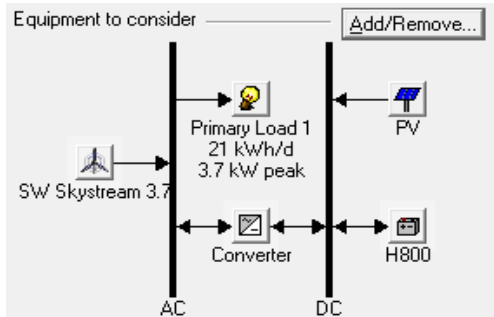 Equipment to consider
Add/Remove...
Primary Load 1
21 kWh/d
3.7 kW peak
PV
SW Skystream 3.7
Converter
H800
AC
DC